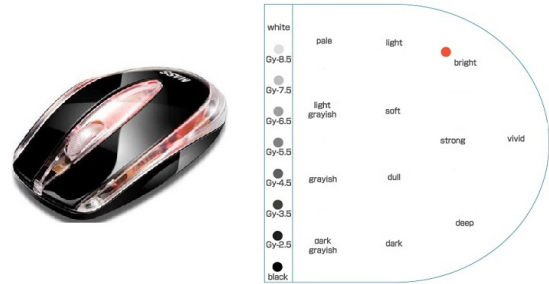 white
Gy-8.5
Gy-7.5
Gy-6.5
Gy-5.5
Gy-4.5
Gy-3.5
Gy-2.5
black
pale
light
bright
light
grayish
soft
strong
vivid
grayish
dull
deep
dark
grayish
dark